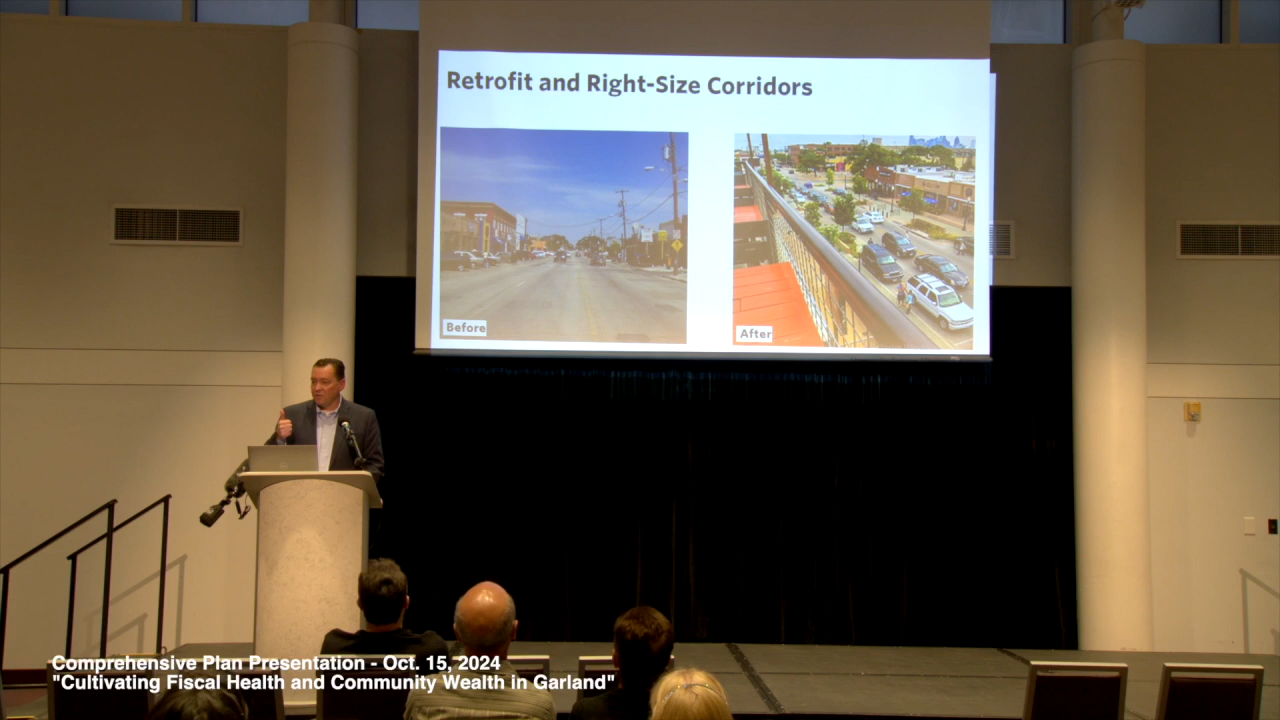 Retrofit and Right-Size Corridors
Before
After
Comprehensive Plan Presentation - Oct. 15, 2024
"Cultivating Fiscal Health and Community Wealth in Garland"